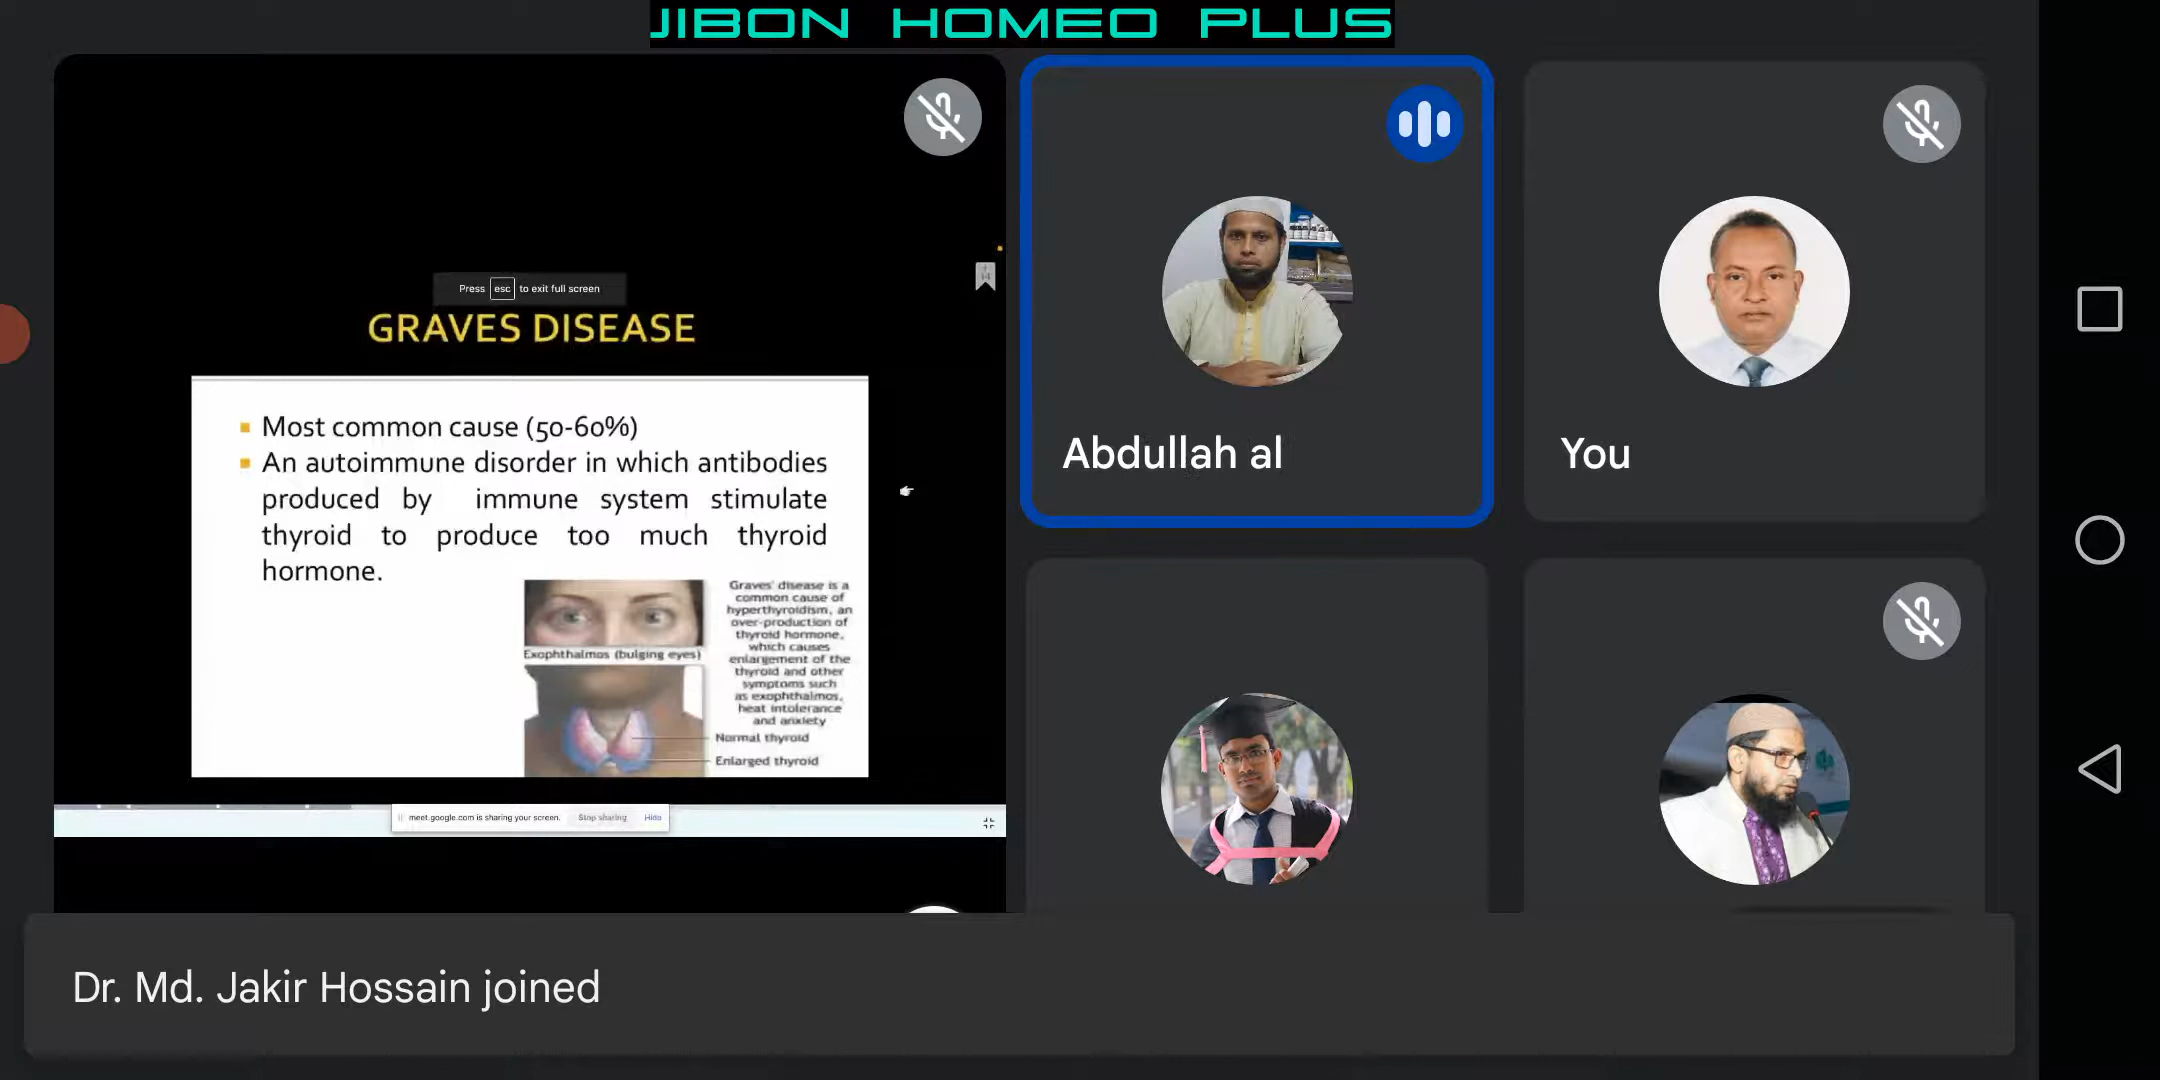 JIBON HOMEO PLUS
Press esc to exit full screen
GRAVES DISEASE
Most common cause (50-60%)
An autoimmune disorder in which antibodies
produced by immune system stimulate
thyroid to produce too much thyroid
hormone.
Exophthalmos (bulging eyes)
Graves' disease is a
common cause of
hyperthyroidism, an
over-production of
thyroid hormone,
which causes
enlargement of the
thyroid and other
symptoms such
as exophthalmos,
heat intolerance
and anxiety
Normal thyroid
Enlarged thyroid
meet.google.com is sharing your screen. Stop sharing Hide
Abdullah al
You
Dr. Md. Jakir Hossain joined